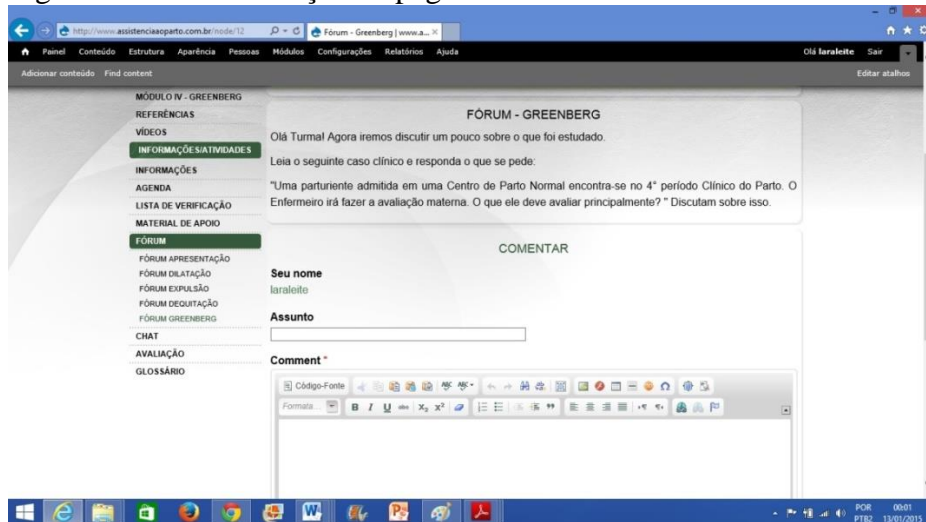 http://www.assistenciaaoparto.com.br/node/12
Fórum - Greenberg | www.a...
Painel Conteúdo Estrutura Aparência Pessoas Módulos Configurações Relatórios Ajuda
Olá laraleite Sair
Adicionar conteúdo Find content
Editar atalhos
MÓDULO IV - GREENBERG
REFERÊNCIAS
VÍDEOS
INFORMAÇÕES/ATIVIDADES
INFORMAÇÕES
AGENDA
LISTA DE VERIFICAÇÃO
MATERIAL DE APOIO
FÓRUM
FÓRUM APRESENTAÇÃO
FÓRUM DILATAÇÃO
FÓRUM EXPULSÃO
FÓRUM DEQUITAÇÃO
FÓRUM GREENBERG
CHAT
AVALIAÇÃO
GLOSSÁRIO
FÓRUM - GREENBERG
Olá Turma! Agora iremos discutir um pouco sobre o que foi estudado.
Leia o seguinte caso clínico e responda o que se pede:
"Uma parturiente admitida em uma Centro de Parto Normal encontra-se no 4° período Clínico do Parto. O
Enfermeiro irá fazer a avaliação materna. O que ele deve avaliar principalmente? " Discutam sobre isso.
COMENTAR
Seu nome
laraleite
Assunto
Comment *
Código-Fonte
Formata...
B I U abc X₂ X²
POR 00:01
PTB2 13/01/2015